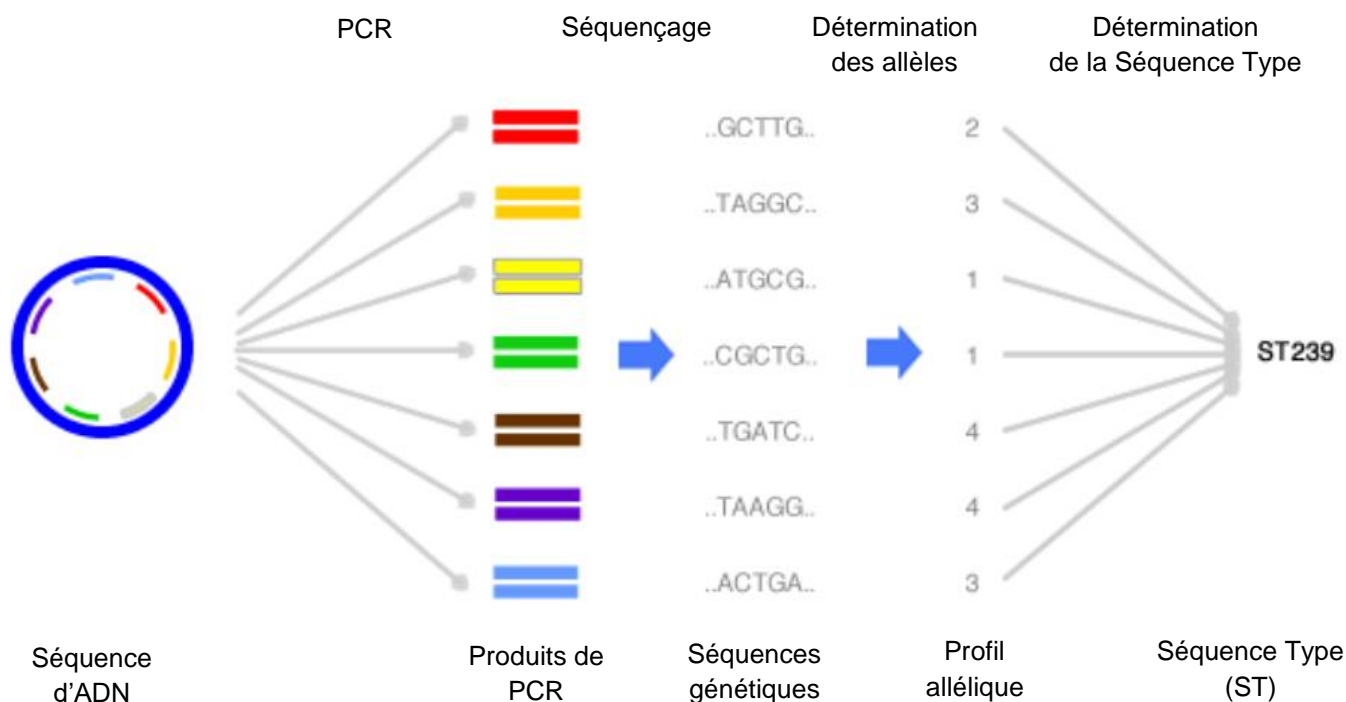 PCR
Séquençage
Détermination
des allèles
Détermination
de la Séquence Type
..GCTTG..
2
..TAGGC..
3
..ATGCG..
1
..CGCTG..
1
ST239
..TGATC..
4
..TAAGG..
4
..ACTGA..
3
Séquence
d’ADN
Produits de
PCR
Séquences
génétiques
Profil
allélique
Séquence Type
(ST)